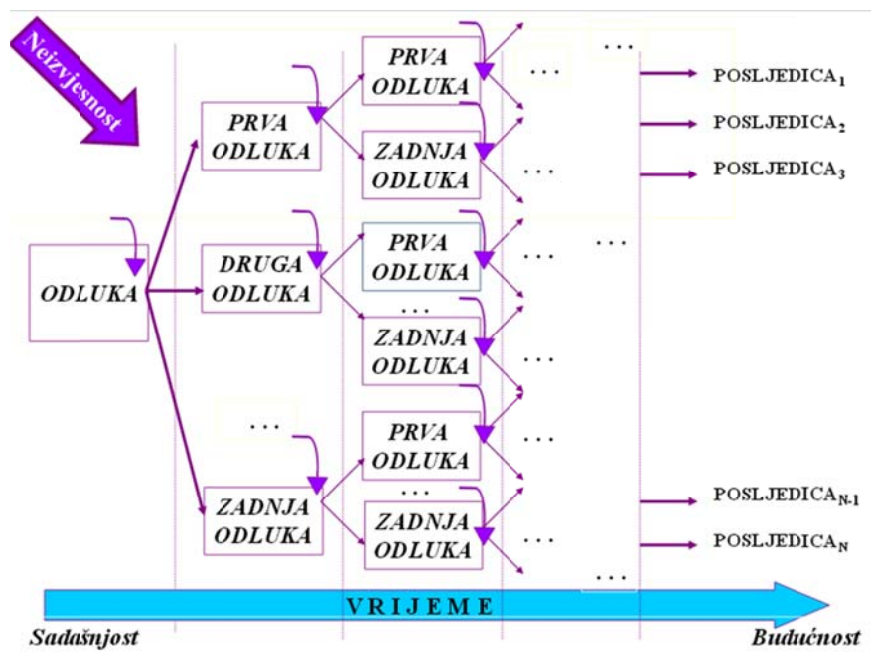 Neizvjesnost
ODLUKA
PRVA
ODLUKA
DRUGA
ODLUKA
...
ZADNJA
ODLUKA
PRVA
ODLUKA
ZADNJA
ODLUKA
PRVA
ODLUKA
...
ZADNJA
ODLUKA
PRVA
ODLUKA
...
ZADNJA
ODLUKA
...
...
...
...
...
...
...
...
...
POSLJEDICA1
POSLJEDICA2
POSLJEDICA3
POSLJEDICAN-1
POSLJEDICAN
VRIJEME
Sadašnjost
Budućnost